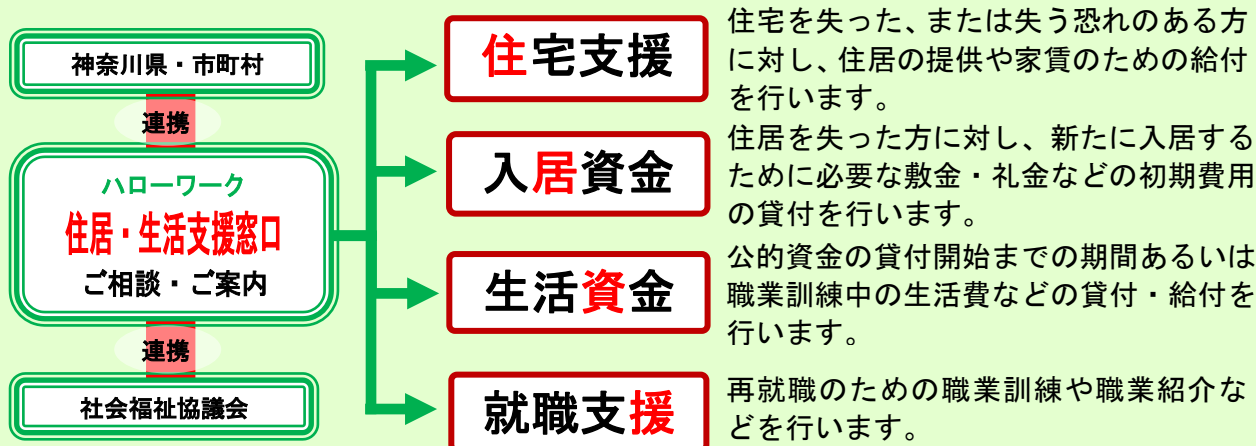 神奈川県・市町村
連携
ハローワーク
住居・生活支援窓口
ご相談・ご案内
連携
社会福祉協議会
住宅支援
住宅を失った、または失う恐れのある方
に対し、住居の提供や家賃のための給付
を行います。
入居資金
住居を失った方に対し、新たに入居する
ために必要な敷金・礼金などの初期費用
の貸付を行います。
生活資金
公的資金の貸付開始までの期間あるいは
職業訓練中の生活費などの貸付・給付を
行います。
就職支援
再就職のための職業訓練や職業紹介な
どを行います。